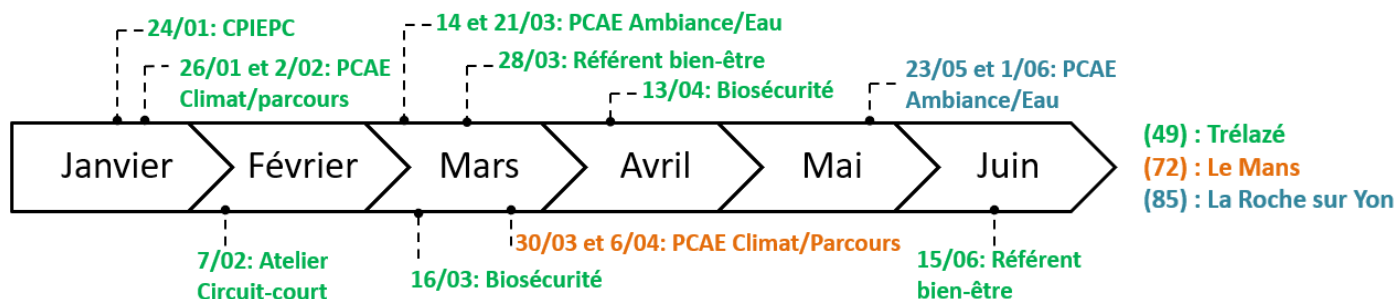 24/01: CPIEPC
14 et 21/03: PCAE Ambiance/Eau
26/01 et 2/02: PCAE
Climat/parcours
28/03: Référent bien-être
13/04: Biosécurité
23/05 et 1/06: PCAE
Ambiance/Eau
Janvier
Février
Mars
Avril
Mai
Juin
(49) : Trélazé
(72) : Le Mans
(85) : La Roche sur Yon
7/02: Atelier
Circuit-court
16/03: Biosécurité
30/03 et 6/04: PCAE Climat/Parcours
15/06: Référent
bien-être